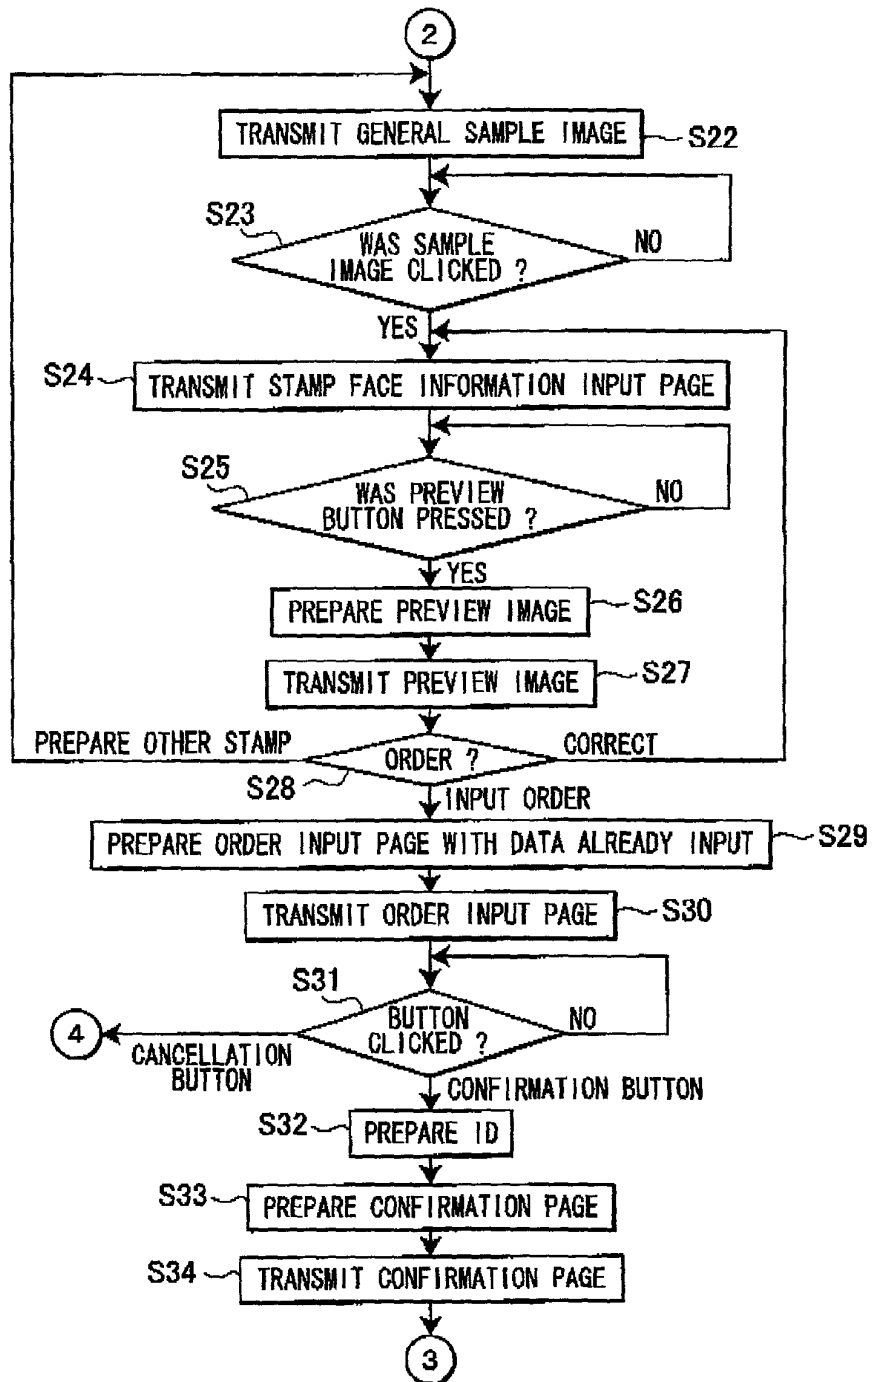 2
TRANSMIT GENERAL SAMPLE IMAGE
S22
S23
WAS SAMPLE
IMAGE CLICKED ?
NO
YES
S24
TRANSMIT STAMP FACE INFORMATION INPUT PAGE
S25
WAS PREVIEW
BUTTON PRESSED ?
NO
YES
PREPARE PREVIEW IMAGE
S26
TRANSMIT PREVIEW IMAGE
S27
PREPARE OTHER STAMP
ORDER ?
CORRECT
S28
INPUT ORDER
PREPARE ORDER INPUT PAGE WITH DATA ALREADY INPUT
S29
TRANSMIT ORDER INPUT PAGE
S30
S31
BUTTON
CLICKED ?
NO
4
CANCELLATION
BUTTON
CONFIRMATION BUTTON
S32
PREPARE ID
S33
PREPARE CONFIRMATION PAGE
S34
TRANSMIT CONFIRMATION PAGE
3